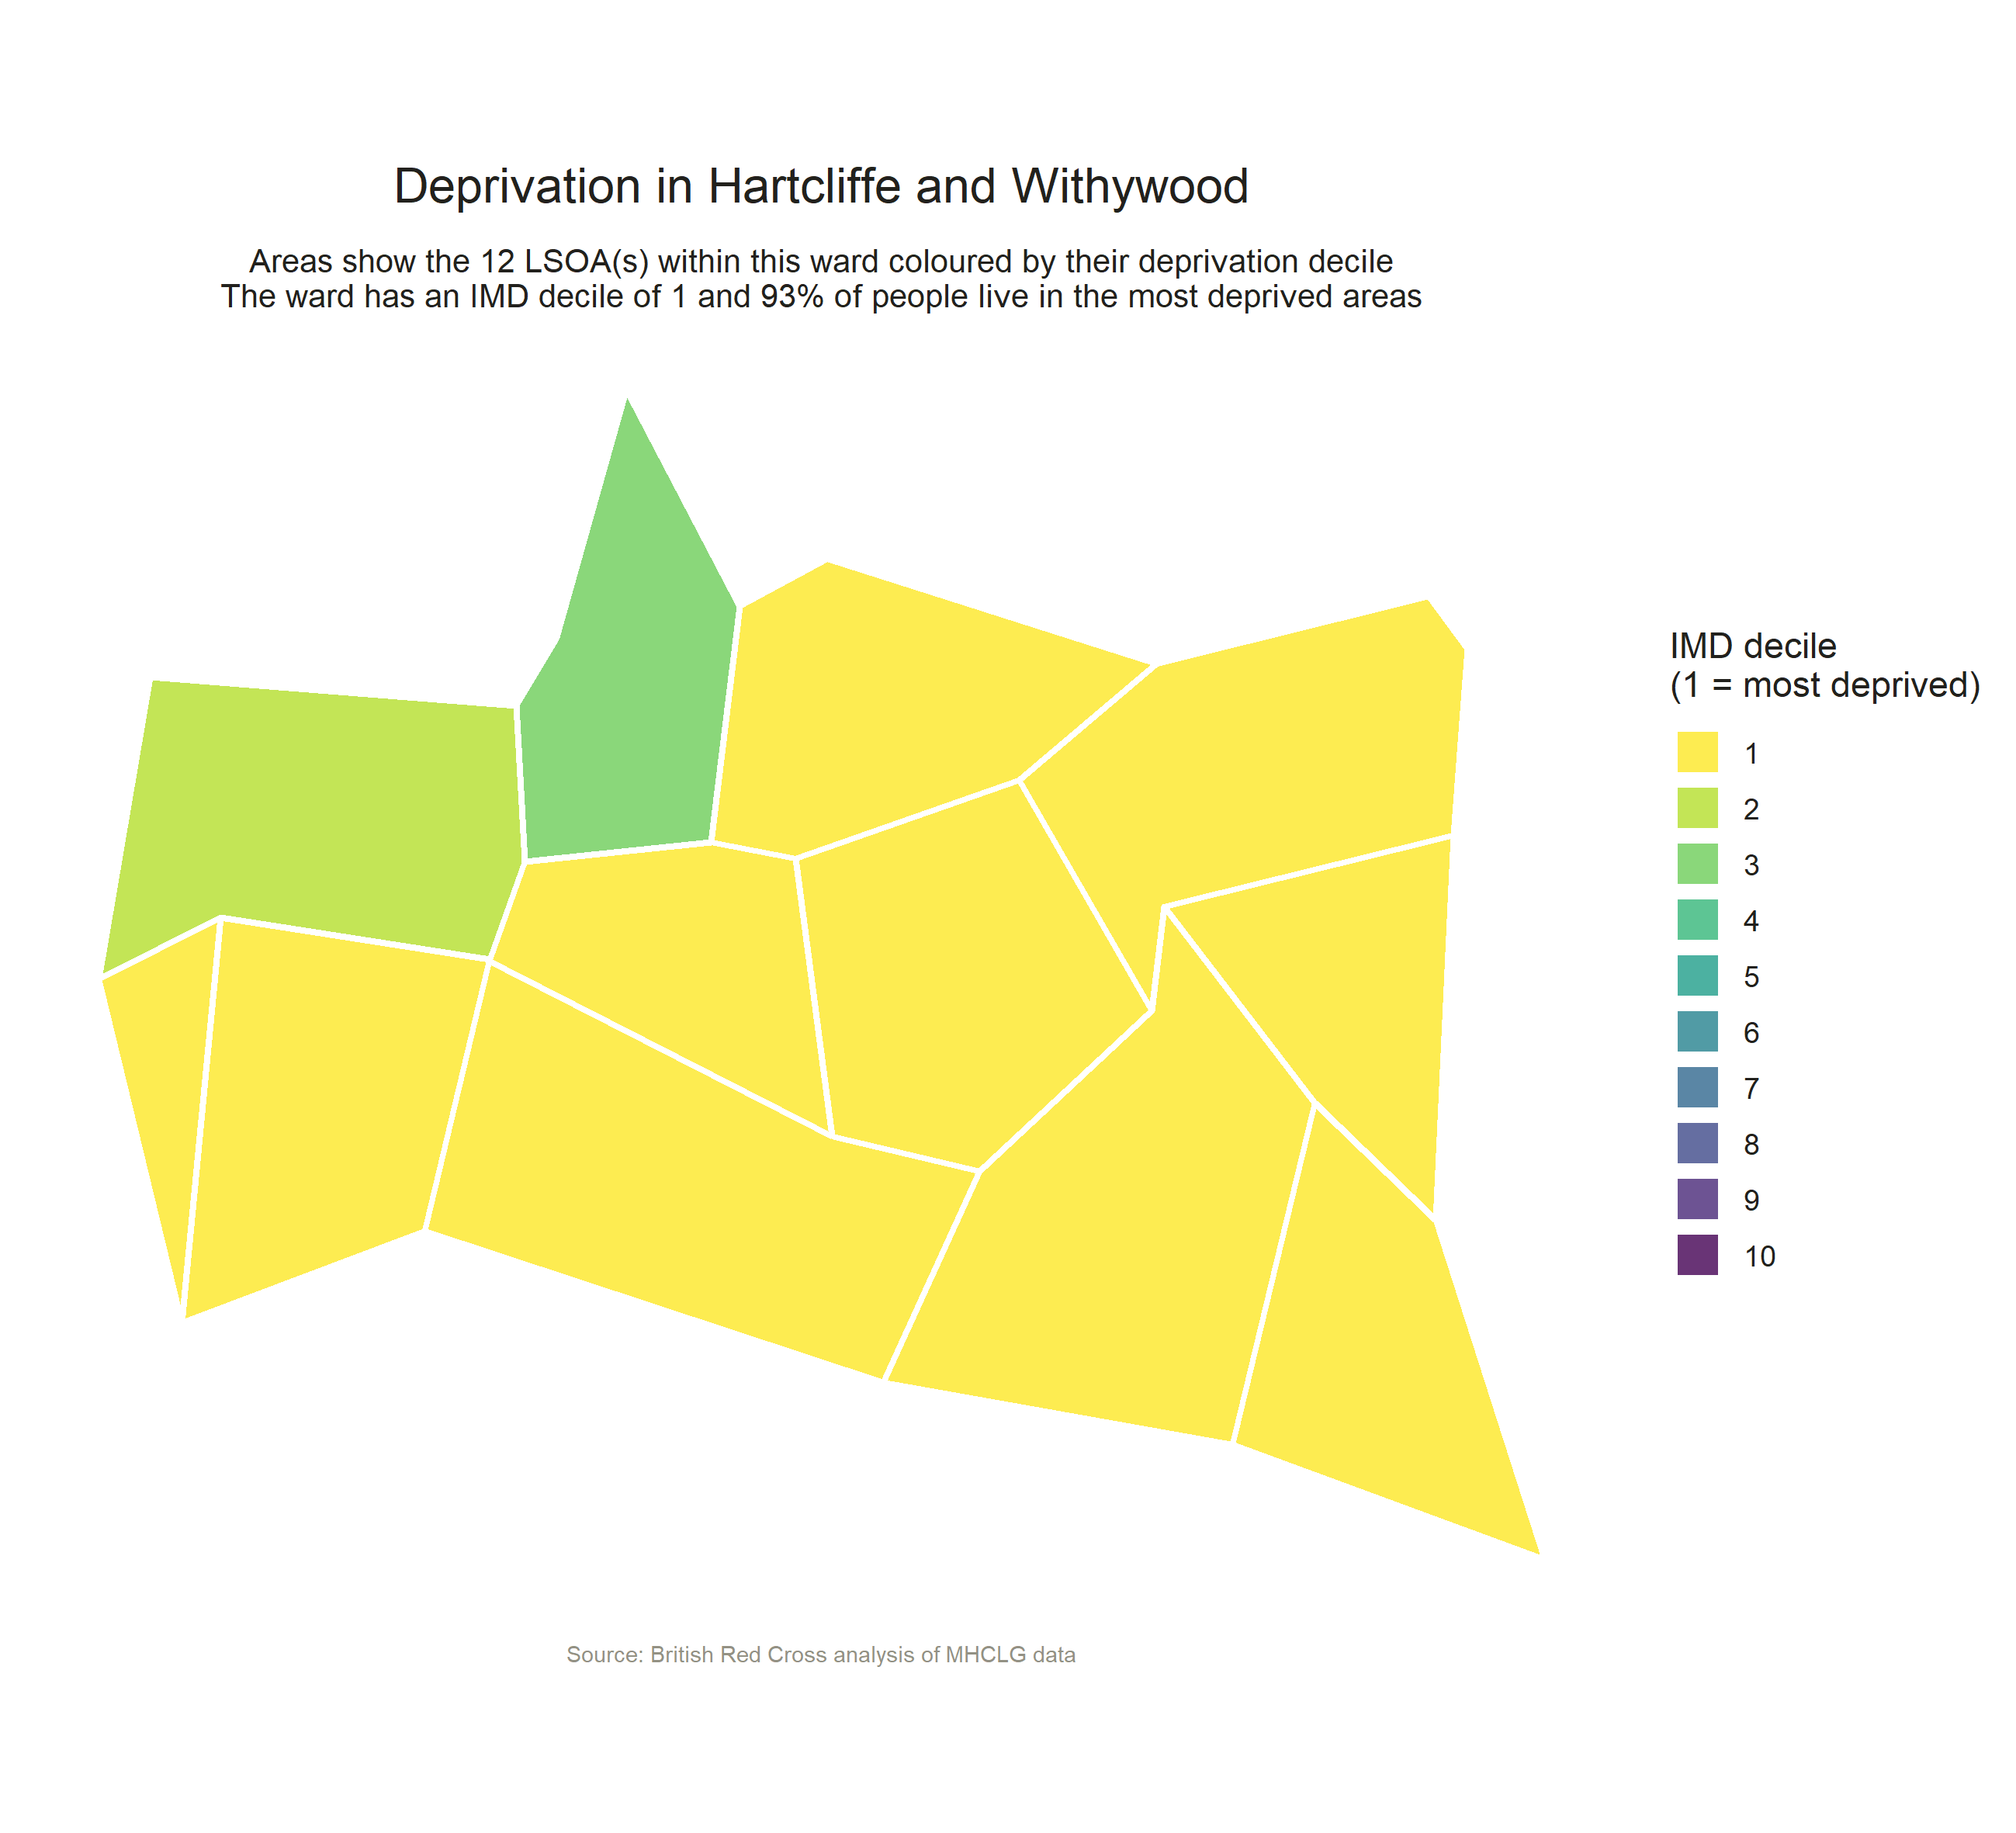 Deprivation in Hartcliffe and Withywood
Areas show the 12 LSOA(s) within this ward coloured by their deprivation decile
The ward has an IMD decile of 1 and 93% of people live in the most deprived areas
IMD decile
(1 = most deprived)
1
2
3
4
5
6
7
8
9
10
Source: British Red Cross analysis of MHCLG data